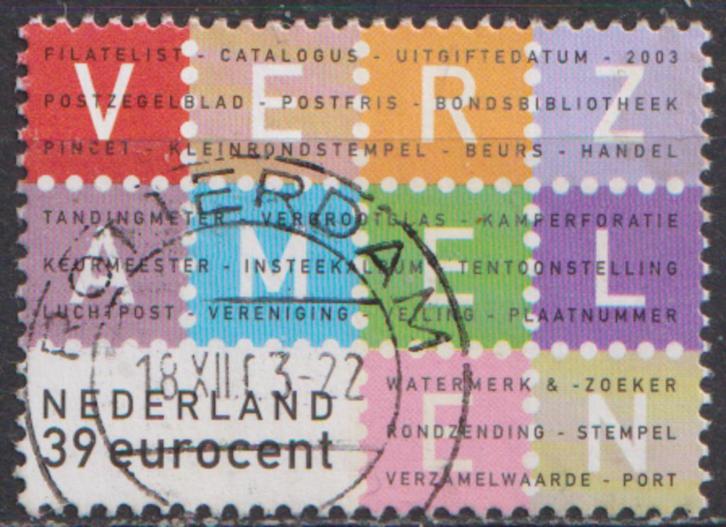 FILATELIST - CATALOGUS - UITGIFTEDATUM - 2003
V E R Z
POSTZEGELBLAD - POSTFRIS - BONDSBIBLIOTHEEK
PINCET - KLEINRONDSTEMPEL - BEURS - HANDEL
TANDINGMETER - VERGROOTGLAS - KAMPERFORATIE
A M E L
KEURMEESTER - INSTEEKALBUM - TENTOONSTELLING
LUCHTPOST - VERENIGING - VEILING - PLAATNUMMER
ROTTERDAM
18 XII 03-22
NEDERLAND
39 eurocent
WATERMERK & -ZOEKER
E N
RONDZENDING - STEMPEL
VERZAMELWAARDE - PORT